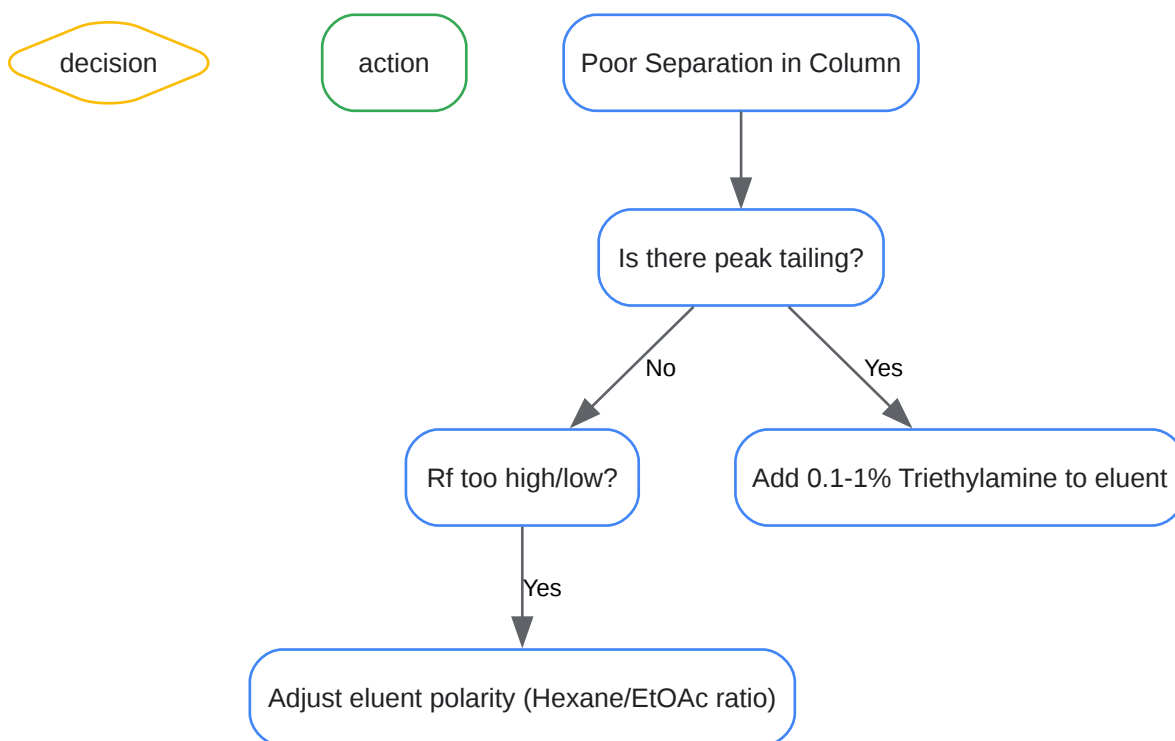 decision
action
Poor Separation in Column
Is there peak tailing?
No
Yes
Rf too high/low?
Add 0.1-1% Triethylamine to eluent
Yes
Adjust eluent polarity (Hexane/EtOAc ratio)